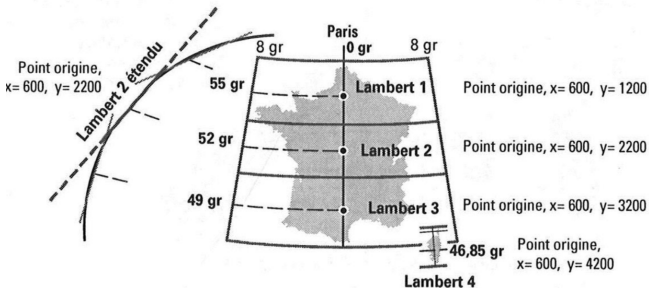 Paris
8 gr
0 gr
8 gr
Point origine,
x= 600, y= 2200
Lambert 2 étendu
55 gr
Lambert 1
Point origine, x= 600, y= 1200
52 gr
Lambert 2
Point origine, x= 600, y= 2200
49 gr
Lambert 3
Point origine, x= 600, y= 3200
46,85 gr
Point origine,
x= 600, y= 4200
Lambert 4